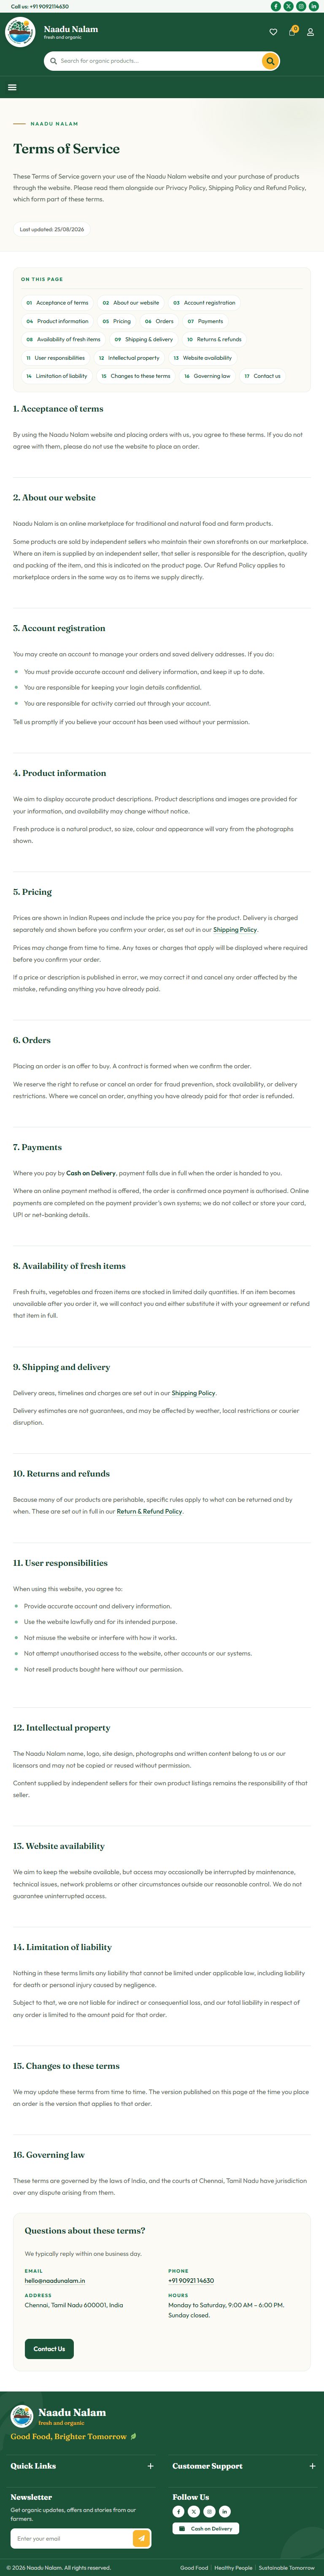 Call us: +91 9092114630
Naadu Nalam
Fresh and organic
0
Search for organic products...
NAADU NALAM
Terms of Service
These Terms of Service govern your use of the Naadu Nalam website and your purchase of products
through the website. Please read them alongside our Privacy Policy, Shipping Policy and Refund Policy,
which form part of these terms.
Last updated: 25/08/2026
ON THIS PAGE
01 Acceptance of terms
02 About our website
03 Account registration
04 Product information
05 Pricing
06 Orders
07 Payments
08 Availability of fresh items
09 Shipping & delivery
10 Returns & refunds
11 User responsibilities
12 Intellectual property
13 Website availability
14 Limitation of liability
15 Changes to these terms
16 Governing law
17 Contact us
1. Acceptance of terms
By using the Naadu Nalam website and placing orders with us, you agree to these terms. If you do not
agree with them, please do not use the website to place an order.
2. About our website
Naadu Nalam is an online marketplace for traditional and natural food and farm products.
Some products are sold by independent sellers who maintain their own storefronts on our marketplace.
Where an item is supplied by an independent seller, that seller is responsible for the description, quality
and packing of the item, and this is indicated on the product page. Our Refund Policy applies to
marketplace orders in the same way as to items we supply directly.
3. Account registration
You may create an account to manage your orders and saved delivery addresses. If you do:
You must provide accurate account and delivery information, and keep it up to date.
You are responsible for keeping your login details confidential.
You are responsible for activity carried out through your account.
Tell us promptly if you believe your account has been used without your permission.
4. Product information
We aim to display accurate product descriptions. Product descriptions and images are provided for
your information, and availability may change without notice.
Fresh produce is a natural product, so size, colour and appearance will vary from the photographs
shown.
5. Pricing
Prices are shown in Indian Rupees and include the price you pay for the product. Delivery is charged
separately and shown before you confirm your order, as set out in our Shipping Policy.
Prices may change from time to time. Any taxes or charges that apply will be displayed where required
before you confirm your order.
If a price or description is published in error, we may correct it and cancel any order affected by the
mistake, refunding anything you have already paid.
6. Orders
Placing an order is an offer to buy. A contract is formed when we confirm the order.
We reserve the right to refuse or cancel an order for fraud prevention, stock availability, or delivery
restrictions. Where we cancel an order, anything you have already paid for that order is refunded.
7. Payments
Where you pay by Cash on Delivery, payment falls due in full when the order is handed to you.
Where an online payment method is offered, the order is confirmed once payment is authorised. Online
payments are completed on the payment provider's own systems; we do not collect or store your card,
UPI or net-banking details.
8. Availability of fresh items
Fresh fruits, vegetables and frozen items are stocked in limited daily quantities. If an item becomes
unavailable after you order it, we will contact you and either substitute it with your agreement or refund
that item in full.
9. Shipping and delivery
Delivery areas, timelines and charges are set out in our Shipping Policy.
Delivery estimates are not guarantees, and may be affected by weather, local restrictions or courier
disruption.
10. Returns and refunds
Because many of our products are perishable, specific rules apply to what can be returned and by
when. These are set out in full in our Return & Refund Policy.
11. User responsibilities
When using this website, you agree to:
Provide accurate account and delivery information.
Use the website lawfully and for its intended purpose.
Not misuse the website or interfere with how it works.
Not attempt unauthorised access to the website, other accounts or our systems.
Not resell products bought here without our permission.
12. Intellectual property
The Naadu Nalam name, logo, site design, photographs and written content belong to us or our
licensors and may not be copied or reused without permission.
Content supplied by independent sellers for their own product listings remains the responsibility of that
seller.
13. Website availability
We aim to keep the website available, but access may occasionally be interrupted by maintenance,
technical issues, network problems or other circumstances outside our reasonable control. We do not
guarantee uninterrupted access.
14. Limitation of liability
Nothing in these terms limits any liability that cannot be limited under applicable law, including liability
for death or personal injury caused by negligence.
Subject to that, we are not liable for indirect or consequential loss, and our total liability in respect of
any order is limited to the amount paid for that order.
15. Changes to these terms
We may update these terms from time to time. The version published on this page at the time you place
an order is the version that applies to that order.
16. Governing law
These terms are governed by the laws of India, and the courts at Chennai, Tamil Nadu have jurisdiction
over any dispute arising from them.
Questions about these terms?
We typically reply within one business day.
EMAIL
hello@naadunalam.in
PHONE
+91 90921 14630
ADDRESS
Chennai, Tamil Nadu 600001, India
HOURS
Monday to Saturday, 9:00 AM – 6:00 PM.
Sunday closed.
Contact Us
Naadu Nalam
Fresh and organic
Good Food, Brighter Tomorrow
Quick Links
Customer Support
Newsletter
Get organic updates, offers and stories from our
farmers.
Enter your email
Follow Us
Cash on Delivery
© 2026 Naadu Nalam. All rights reserved.
Good Food | Healthy People | Sustainable Tomorrow